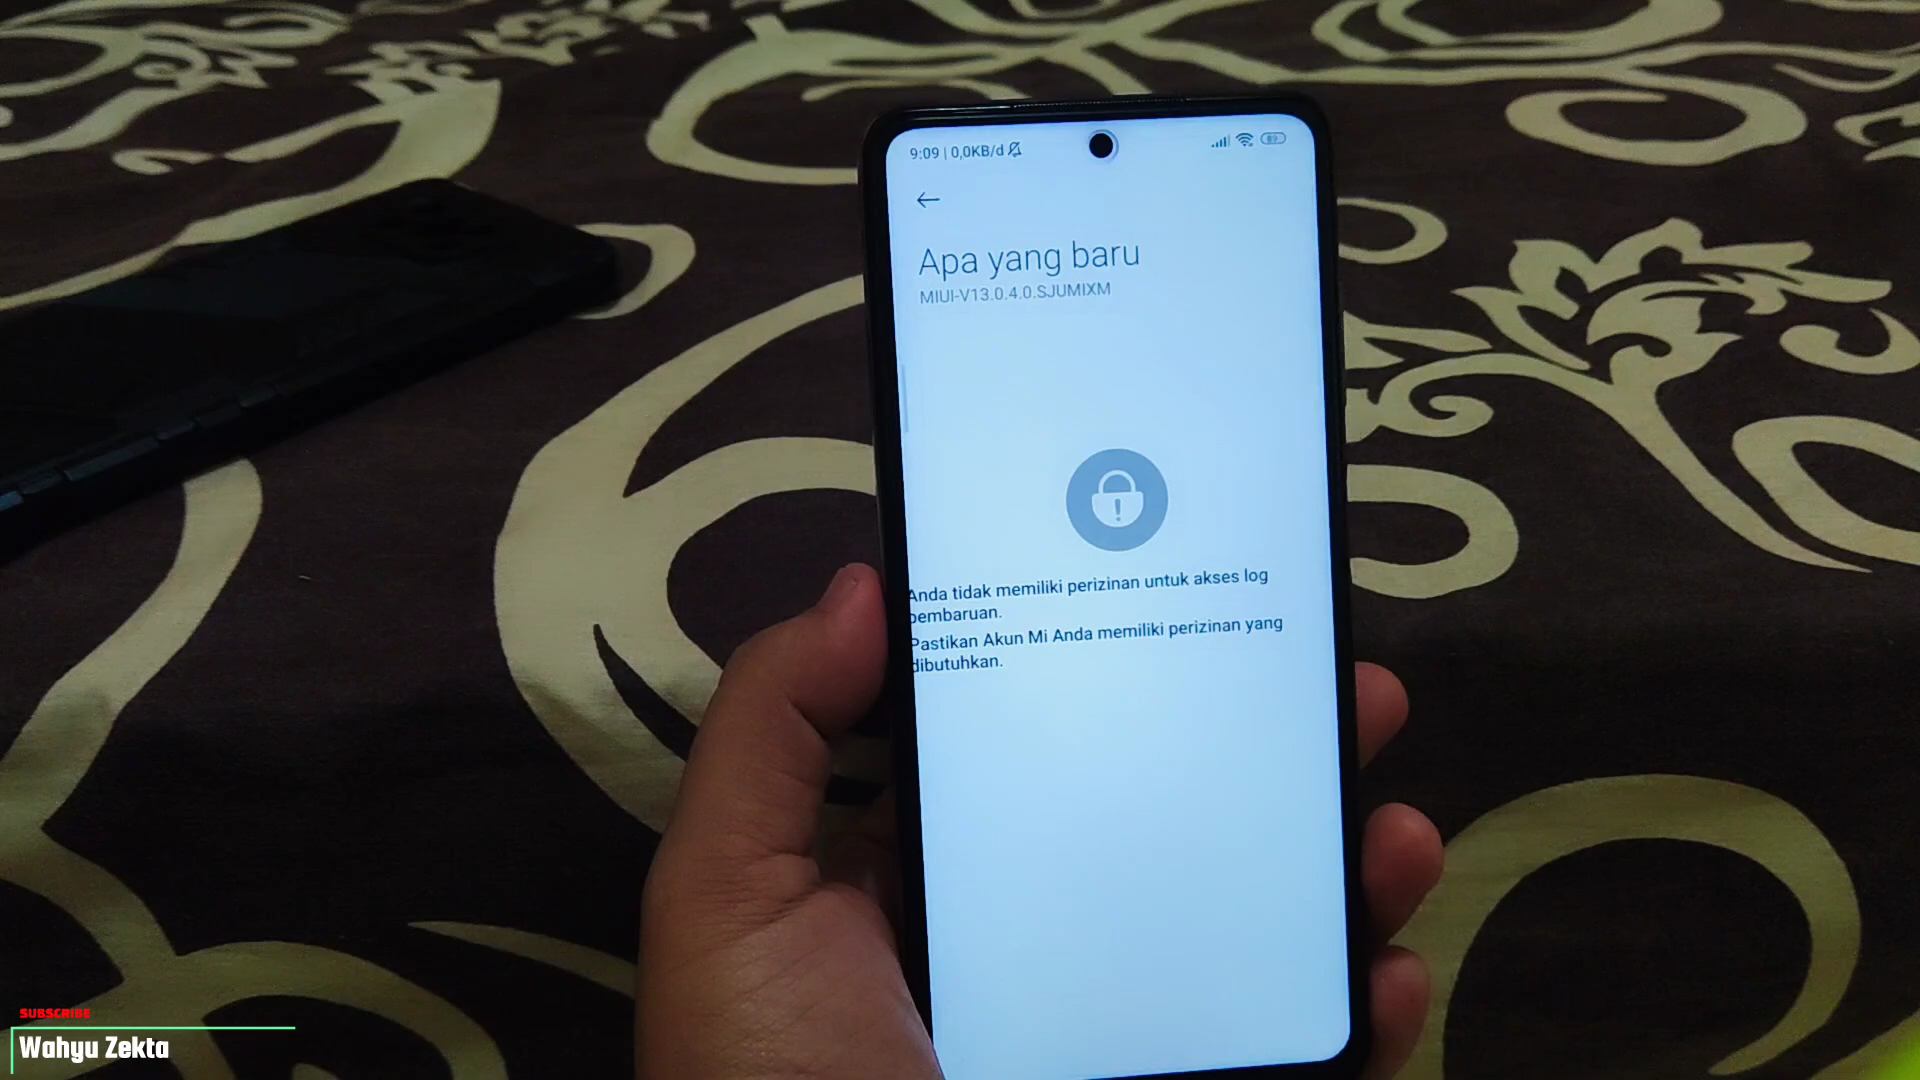 9:09 | 0,0KB/d
89
Apa yang baru
MIUI-V13.0.4.0.SJUMIXM
Anda tidak memiliki perizinan untuk akses log
pembaruan.
Pastikan Akun Mi Anda memiliki perizinan yang
dibutuhkan.
SUBSCRIBE
Wahyu Zekta